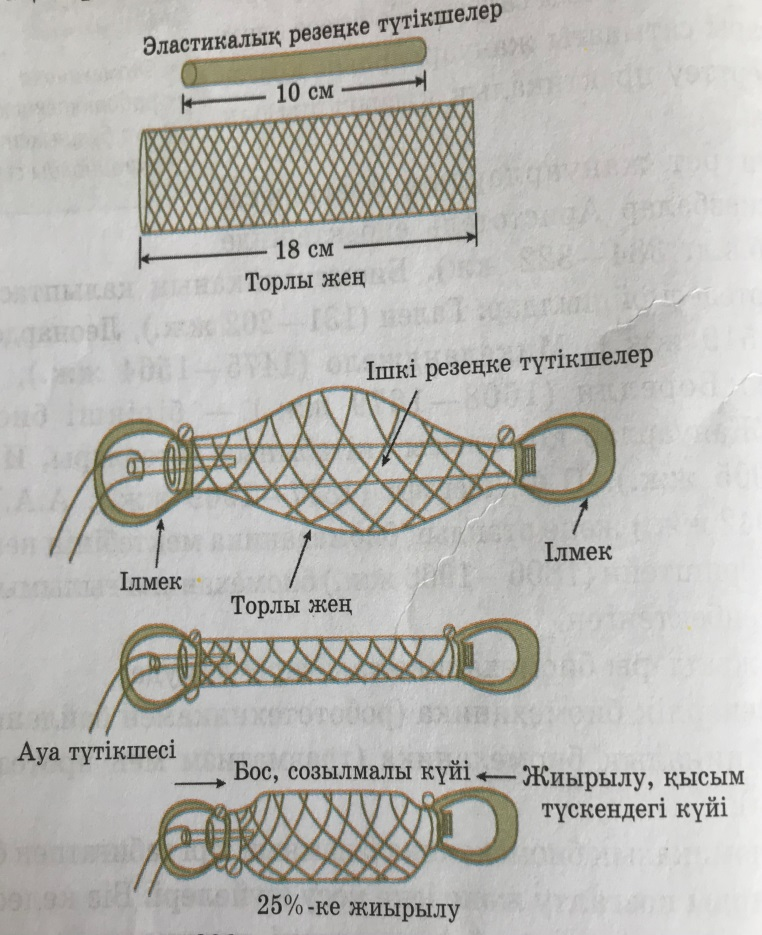 Эластикалық резеңке түтікшелер
10 см
18 см
Торлы жең
Ішкі резеңке түтікшелер
Ілмек
Ілмек
Торлы жең
Ауа түтікшесі
Бос, созылмалы күйі
Жиырылу, қысым
түскендегі күйі
25%-ке жиырылу